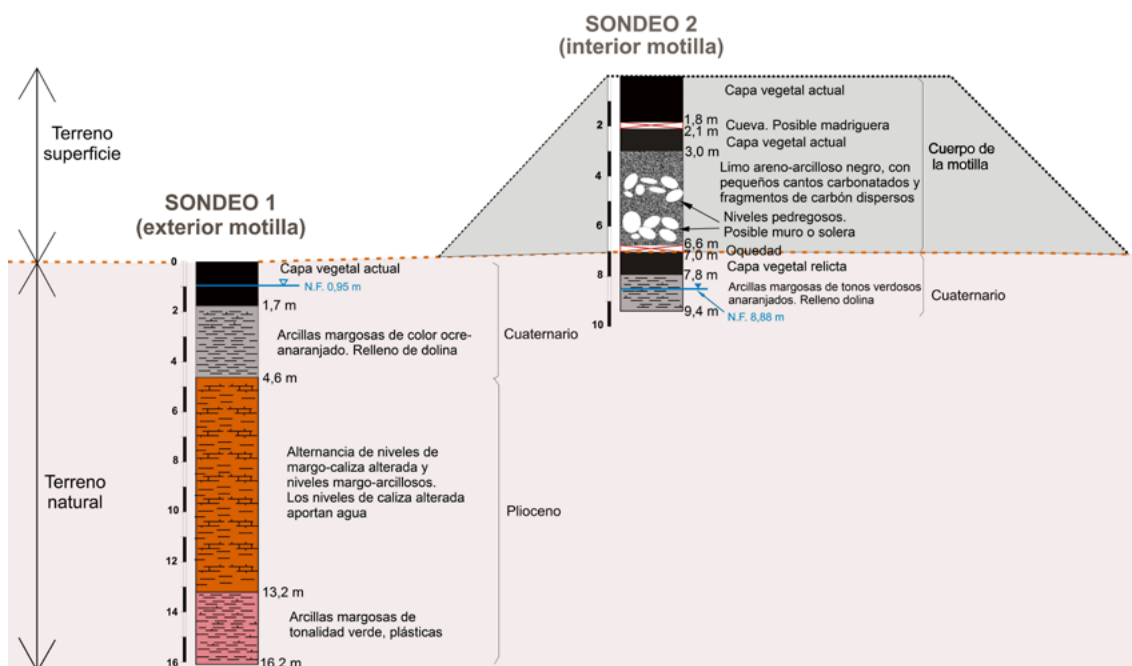 SONDEO 2
(interior motilla)
Terreno
superficie
2
4
6
8
10
Capa vegetal actual
1,8 m
2,1 m
Cueva. Posible madriguera
Capa vegetal actual
3,0 m
Limo areno-arcilloso negro, con
pequeños cantos carbonatados y
fragmentos de carbón dispersos
Niveles pedregosos.
Posible muro o solera
6,6 m
7,0 m
Oquedad
Capa vegetal relicta
7,8 m
Arcillas margosas de tonos verdosos
anaranjados. Relleno dolina
N.F. 8,88 m
9,4 m
Cuerpo de
la motilla
Cuaternario
SONDEO 1
(exterior motilla)
Terreno
natural
0
2
4
6
8
10
12
14
16
Capa vegetal actual
N.F. 0,95 m
1,7 m
Arcillas margosas de color ocre-
anaranjado. Relleno de dolina
4,6 m
Cuaternario
Alternancia de niveles de
margo-caliza alterada y
niveles margo-arcillosos.
Los niveles de caliza alterada
aportan agua
Plioceno
13,2 m
Arcillas margosas de
tonalidad verde, plásticas
16,2 m